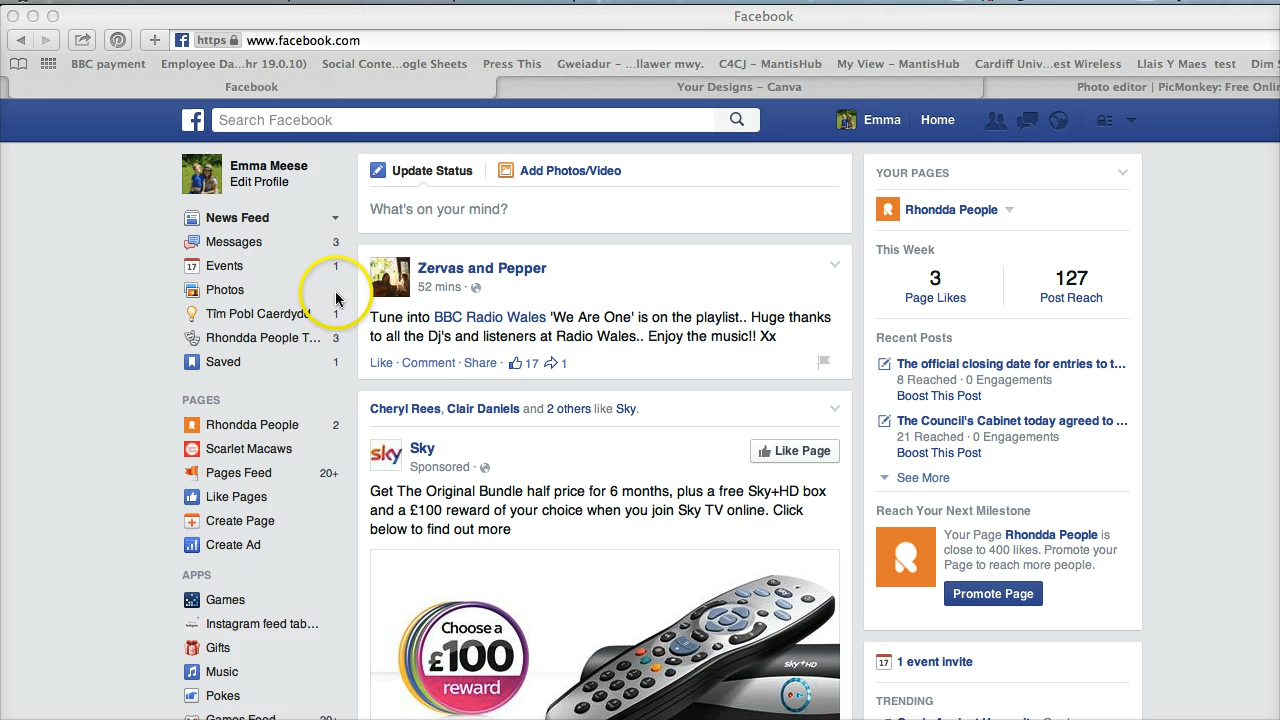 Facebook
https www.facebook.com
BBC payment Employee Da...hr 19.0.10) Social Conte...ogle Sheets Press This Gweiadur – ...llawer mwy. C4CJ – MantisHub My View – MantisHub Cardiff Univ...est Wireless Llais Y Maes test Dim S
Facebook Your Designs – Canva Photo editor | PicMonkey: Free Onli
Search Facebook Emma Home
Emma Meese
Edit Profile
News Feed
Messages 3
17 Events 1
Photos
Tîm Pobl Caerdydd 1
Rhondda People T... 3
Saved 1
PAGES
Rhondda People 2
Scarlet Macaws
Pages Feed 20+
Like Pages
Create Page
Create Ad
APPS
Games
Instagram feed tab...
Gifts
Music
Pokes
Games Feed 20+
Update Status Add Photos/Video
What's on your mind?
Zervas and Pepper
52 mins ·
Tune into BBC Radio Wales 'We Are One' is on the playlist.. Huge thanks
to all the Dj's and listeners at Radio Wales.. Enjoy the music!! Xx
Like · Comment · Share · 17 1
Cheryl Rees, Clair Daniels and 2 others like Sky.
sky Sky Like Page
Sponsored ·
Get The Original Bundle half price for 6 months, plus a free Sky+HD box
and a £100 reward of your choice when you join Sky TV online. Click
below to find out more
Choose a
£100
reward
sky+HD
YOUR PAGES
Rhondda People
This Week
3 127
Page Likes Post Reach
Recent Posts
The official closing date for entries to t...
8 Reached · 0 Engagements
Boost This Post
The Council's Cabinet today agreed to ...
21 Reached · 0 Engagements
Boost This Post
See More
Reach Your Next Milestone
Your Page Rhondda People is
close to 400 likes. Promote your
Page to reach more people.
Promote Page
17 1 event invite
TRENDING